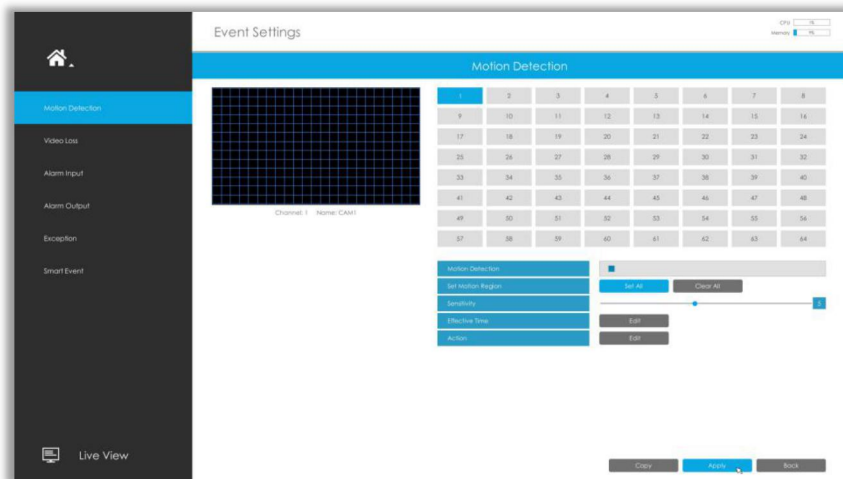 Event Settings
CPU 1%
Memory 9%
Motion Detection
Motion Detection
Video Loss
Alarm Input
Alarm Output
Exception
Smart Event
Live View
Channel: 1 Name: CAM1
1 2 3 4 5 6 7 8
9 10 11 12 13 14 15 16
17 18 19 20 21 22 23 24
25 26 27 28 29 30 31 32
33 34 35 36 37 38 39 40
41 42 43 44 45 46 47 48
49 50 51 52 53 54 55 56
57 58 59 60 61 62 63 64
Motion Detection
Set Motion Region Set All Clear All
Sensitivity
Effective Time Edit
Action Edit
Copy Apply Back